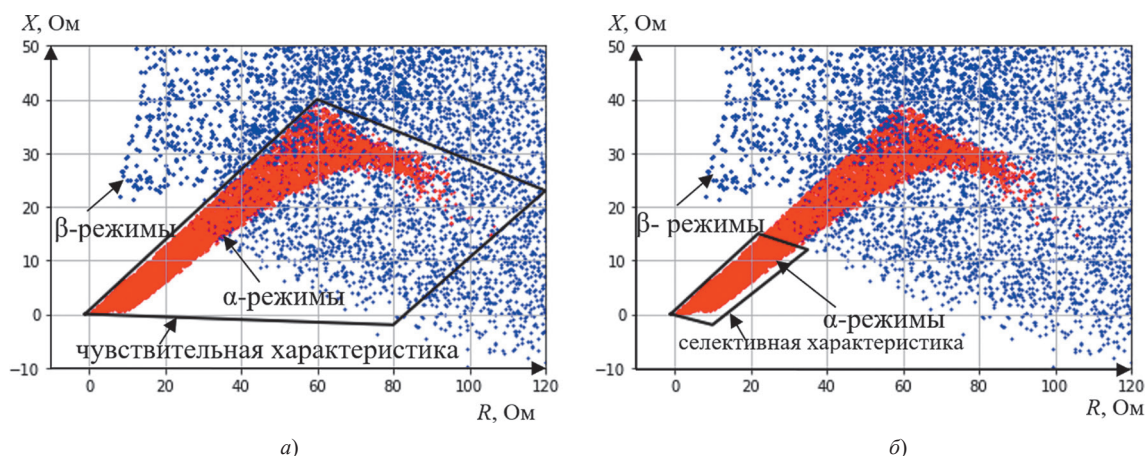 X, Ом
50
40
30
20
10
0
−10
0
20
40
60
80
100
120
R, Ом
β-режимы
α-режимы
чувствительная характеристика
а)
X, Ом
50
40
30
20
10
0
−10
0
20
40
60
80
100
120
R, Ом
β- режимы
α-режимы
селективная характеристика
б)